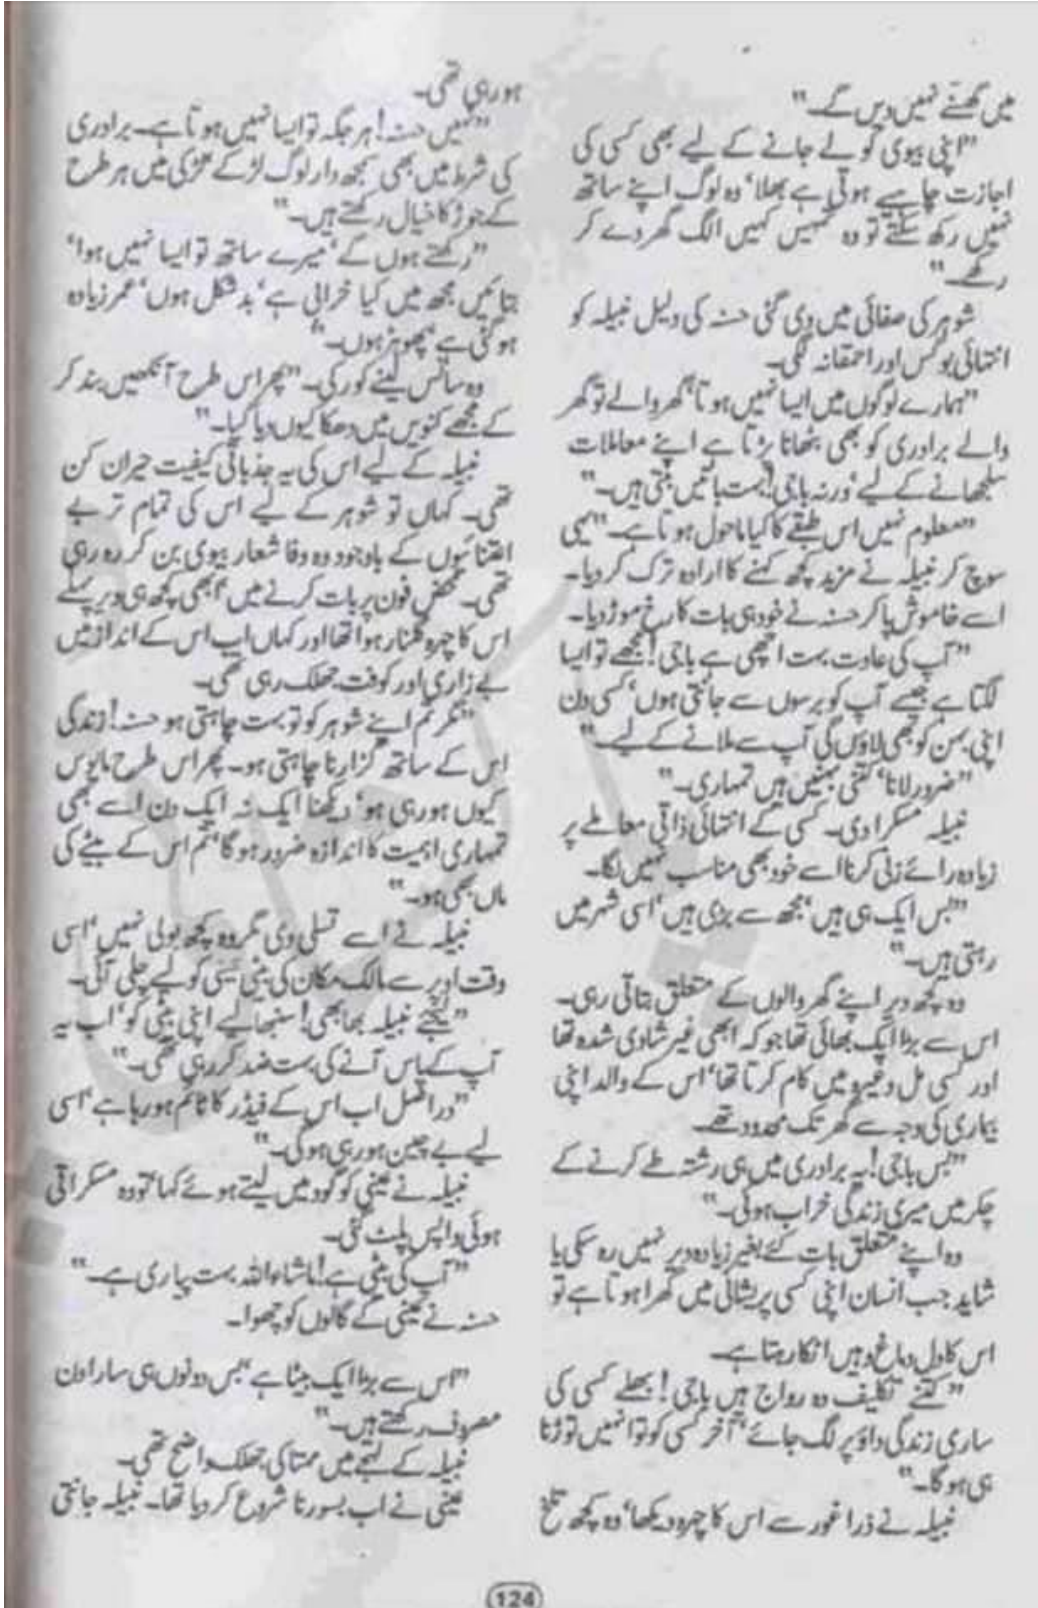 میں گھسنے نہیں دیں گے۔"
"اپنی بیوی کو لے جانے کے لیے بھی کسی کی
اجازت چاہیے ہوتی ہے بھلا' وہ لوگ اپنے ساتھ
نہیں رکھ سکتے تو وہ تمہیں کہیں الگ گھر دے کر
رکھے۔"
شوہر کی صفائی میں دی گئی حسنہ کی دلیل نبیلہ کو
انتہائی بوگس اور احمقانہ لگی۔
"ہمارے لوگوں میں ایسا نہیں ہوتا' گھر والے تو گھر
والے برادری کو بھی بٹھانا پڑتا ہے اپنے معاملات
سلجھانے کے لیے' ورنہ باجی! بہت باتیں بنتی ہیں۔"
"معلوم نہیں اس طبقے کا کیا ماحول ہوتا ہے۔" یہی
سوچ کر نبیلہ نے مزید کچھ کہنے کا ارادہ ترک کر دیا۔
اسے خاموش پا کر حسنہ نے خود ہی بات کا رخ موڑ دیا۔
"آپ کی عادت بہت اچھی ہے باجی! مجھے تو ایسا
لگتا ہے جیسے آپ کو برسوں سے جانتی ہوں' کسی دن
اپنی بہن کو بھی لاؤں گی آپ سے ملانے کے لیے۔"
"ضرور لانا' کتنی بہنیں ہیں تمہاری۔"
نبیلہ مسکرا دی۔ کسی کے انتہائی ذاتی معاملے پر
زیادہ رائے زنی کرنا اسے خود بھی مناسب نہیں لگا۔
"بس ایک ہی ہیں' مجھ سے بڑی ہیں' اسی شہر میں
رہتی ہیں۔"
وہ کچھ دیر اپنے گھر والوں کے متعلق بتاتی رہی۔
اس سے بڑا ایک بھائی تھا جو کہ ابھی غیر شادی شدہ تھا
اور کسی مل وغیرہ میں کام کرتا تھا' اس کے والد اپنی
بیماری کی وجہ سے گھر تک محدود تھے۔
"بس باجی! یہ برادری میں ہی رشتہ طے کرنے کے
چکر میں میری زندگی خراب ہوئی۔"
وہ اپنے متعلق بات کئے بغیر زیادہ دیر نہیں رہ سکی یا
شاید جب انسان اپنی کسی پریشانی میں گھرا ہوتا ہے تو
اس کا دل دماغ وہیں اٹکا رہتا ہے۔
"کتنے تکلیف دہ رواج ہیں باجی! بھلے کسی کی
ساری زندگی داؤ پر لگ جائے' آخر کسی کو تو انہیں توڑنا
ہی ہو گا۔"
نبیلہ نے ذرا غور سے اس کا چہرہ دیکھا' وہ کچھ تلخ
ہو رہی تھی۔
"نہیں حسنہ! ہر جگہ تو ایسا نہیں ہوتا ہے۔ برادری
کی شرط میں بھی سمجھ دار لوگ لڑکے لڑکی میں ہر طرح
کے جوڑ کا خیال رکھتے ہیں۔"
"رکھتے ہوں گے' میرے ساتھ تو ایسا نہیں ہوا'
بتائیں مجھ میں کیا خرابی ہے' بد شکل ہوں' عمر زیادہ
ہو گئی ہے' پھوہڑ ہوں۔"
وہ سانس لینے کو رکی۔ "پھر اس طرح آنکھیں بند کر
کے مجھے کنویں میں دھکا کیوں دیا گیا۔"
نبیلہ کے لیے اس کی یہ جذباتی کیفیت حیران کن
تھی۔ کہاں تو شوہر کے لیے اس کی تمام تر بے
اعتنائیوں کے باوجود وہ وفا شعار بیوی بن کر رہ رہی
تھی۔ محض فون پر بات کرنے میں' ابھی کچھ ہی دیر پہلے
اس کا چہرہ گلنار ہوا تھا اور کہاں اب اس کے انداز میں
بے زاری اور کوفت جھلک رہی تھی۔
"مگر تم اپنے شوہر کو تو بہت چاہتی ہو حسنہ! زندگی
اس کے ساتھ گزارنا چاہتی ہو۔ پھر اس طرح مایوس
کیوں ہو رہی ہو' دیکھنا ایک نہ ایک دن اسے بھی
تمہاری اہمیت کا اندازہ ضرور ہو گا' تم اس کے بیٹے کی
ماں بھی ہو۔"
نبیلہ نے اسے تسلی دی مگر وہ کچھ بولی نہیں' اسی
وقت اوپر سے مالک مکان کی بیٹی عینی کو لیے چلی آئی۔
"لیجئے نبیلہ بھابھی! سنبھالیے اپنی بیٹی کو' اب یہ
آپ کے پاس آنے کی بہت ضد کر رہی تھی۔"
"دراصل اب اس کے فیڈر کا ٹائم ہو رہا ہے' اسی
لیے بے چین ہو رہی ہوگی۔"
نبیلہ نے عینی کو گود میں لیتے ہوئے کہا' تو وہ مسکراتی
ہوئی واپس پلٹ گئی۔
"آپ کی بیٹی ہے! ماشاء اللہ بہت پیاری ہے۔"
حسنہ نے عینی کے گالوں کو چھوا۔
"اس سے بڑا ایک بیٹا ہے' بس دونوں ہی سارا دن
مصروف رکھتے ہیں۔"
نبیلہ کے لہجے میں ممتا کی جھلک واضح تھی۔
عینی نے اب بسورنا شروع کر دیا تھا۔ نبیلہ جانتی
124